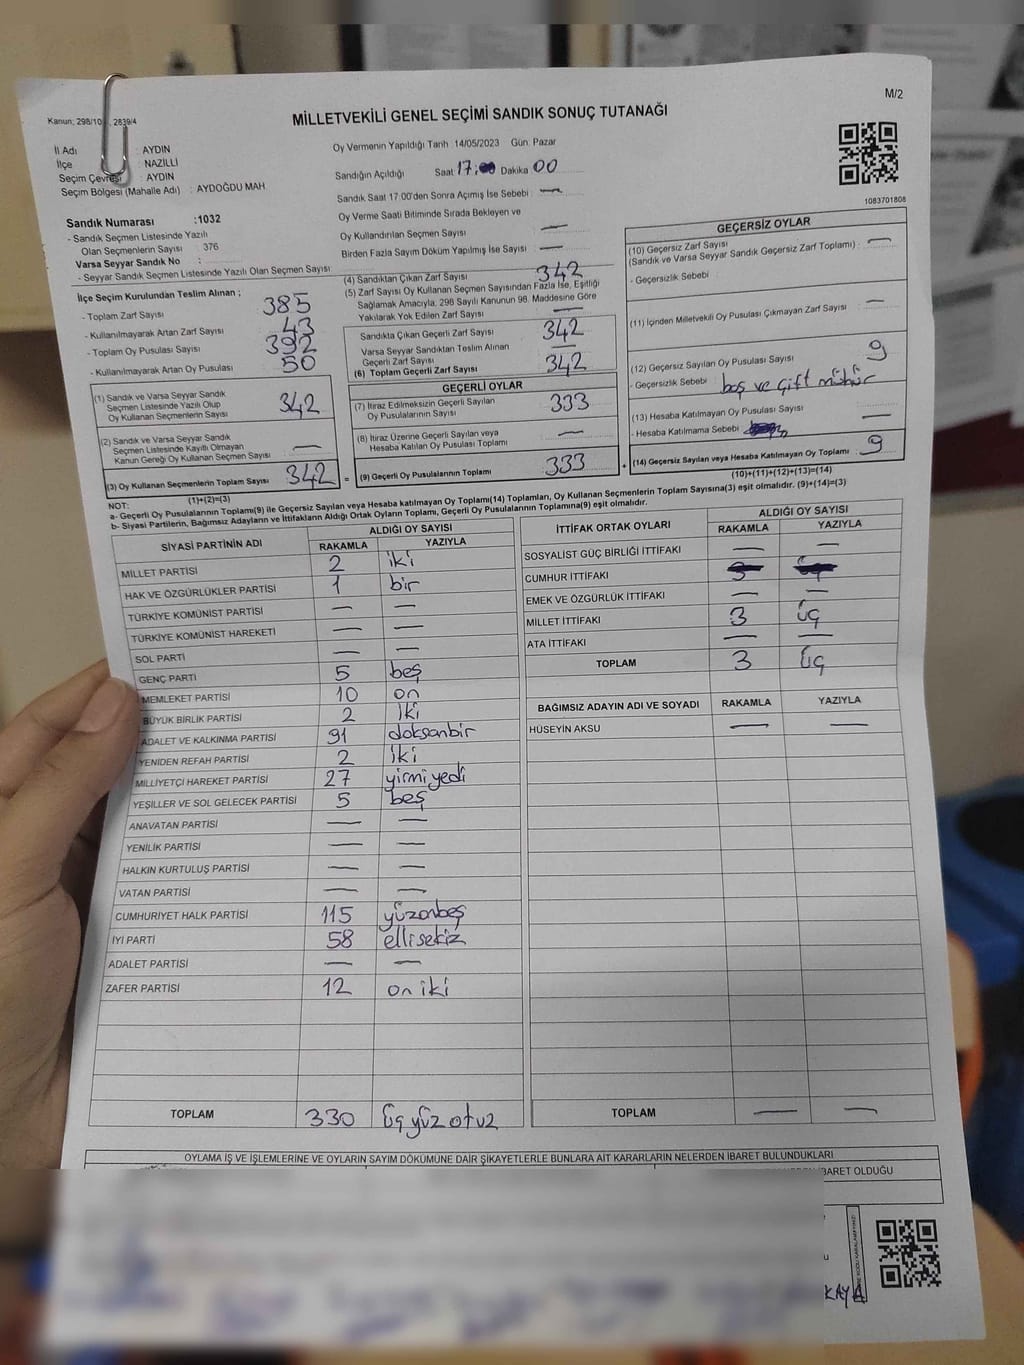 M/2
Kanun; 298/10 , 2839/4
MİLLETVEKİLİ GENEL SEÇİMİ SANDIK SONUÇ TUTANAĞI
İl Adı : AYDIN
İlçe : NAZİLLİ
Seçim Çevresi : AYDIN
Seçim Bölgesi (Mahalle Adı) : AYDOĞDU MAH
Sandık Numarası :1032
- Sandık Seçmen Listesinde Yazılı
Olan Seçmenlerin Sayısı : 376
Varsa Seyyar Sandık No :
- Seyyar Sandık Seçmen Listesinde Yazılı Olan Seçmen Sayısı :
Oy Vermenin Yapıldığı Tarih :14/05/2023 Gün: Pazar
Sandığın Açıldığı Saat 17:00 Dakika 00
Sandık Saat 17:00'den Sonra Açımış İse Sebebi : —
Oy Verme Saati Bitiminde Sırada Bekleyen ve
Oy Kullandırılan Seçmen Sayısı : —
Birden Fazla Sayım Döküm Yapılmış İse Sayısı : —
1083701808
İlçe Seçim Kurulundan Teslim Alınan ;
- Toplam Zarf Sayısı : 385
- Kullanılmayarak Artan Zarf Sayısı : 43
- Toplam Oy Pusulası Sayısı : 392
- Kullanılmayarak Artan Oy Pusulası : 50
(1) Sandık ve Varsa Seyyar Sandık
Seçmen Listesinde Yazılı Olup
Oy Kullanan Seçmenlerin Sayısı : 342
(2) Sandık ve Varsa Seyyar Sandık
Seçmen Listesinde Kayıtlı Olmayan
Kanun Gereği Oy Kullanan Seçmen Sayısı : —
(3) Oy Kullanan Seçmenlerin Toplam Sayısı : 342 =
(1)+(2)=(3)
(4) Sandıktan Çıkan Zarf Sayısı : 342
(5) Zarf Sayısı Oy Kullanan Seçmen Sayısından Fazla İse, Eşitliği
Sağlamak Amacıyla, 298 Sayılı Kanunun 98. Maddesine Göre
Yakılarak Yok Edilen Zarf Sayısı : —
Sandıkta Çıkan Geçerli Zarf Sayısı : 342
Varsa Seyyar Sandıktan Teslim Alınan
Geçerli Zarf Sayısı : —
(6) Toplam Geçerli Zarf Sayısı : 342
GEÇERLİ OYLAR
(7) İtiraz Edilmeksizin Geçerli Sayılan
Oy Pusulalarının Sayısı : 333
(8) İtiraz Üzerine Geçerli Sayılan veya
Hesaba Katılan Oy Pusulası Toplamı : —
(9) Geçerli Oy Pusulalarının Toplamı : 333 +
GEÇERSİZ OYLAR
(10) Geçersiz Zarf Sayısı
(Sandık ve Varsa Seyyar Sandık Geçersiz Zarf Toplamı) : —
- Geçersizlik Sebebi :
(11) İçinden Milletvekili Oy Pusulası Çıkmayan Zarf Sayısı : —
(12) Geçersiz Sayılan Oy Pusulası Sayısı : 9
- Geçersizlik Sebebi : boş ve çift mühür
(13) Hesaba Katılmayan Oy Pusulası Sayısı : —
- Hesaba Katılmama Sebebi :
(14) Geçersiz Sayılan veya Hesaba Katılmayan Oy Toplamı : 9
(10)+(11)+(12)+(13)=(14)
NOT:
a- Geçerli Oy Pusulalarının Toplamı(9) ile Geçersiz Sayılan veya Hesaba katılmayan Oy Toplamı(14) Toplamları, Oy Kullanan Seçmenlerin Toplam Sayısına(3) eşit olmalıdır. (9)+(14)=(3)
b- Siyasi Partilerin, Bağımsız Adayların ve İttifakların Aldığı Ortak Oyların Toplamı, Geçerli Oy Pusulalarının Toplamına(9) eşit olmalıdır.
SİYASİ PARTİNİN ADI ALDIĞI OY SAYISI
RAKAMLA YAZIYLA
MİLLET PARTİSİ 2 iki
HAK VE ÖZGÜRLÜKLER PARTİSİ 1 bir
TÜRKİYE KOMÜNİST PARTİSİ — —
TÜRKİYE KOMÜNİST HAREKETİ — —
SOL PARTİ — —
GENÇ PARTİ 5 beş
MEMLEKET PARTİSİ 10 on
BÜYÜK BİRLİK PARTİSİ 2 iki
ADALET VE KALKINMA PARTİSİ 91 doksanbir
YENİDEN REFAH PARTİSİ 2 iki
MİLLİYETÇİ HAREKET PARTİSİ 27 yirmiyedi
YEŞİLLER VE SOL GELECEK PARTİSİ 5 beş
ANAVATAN PARTİSİ — —
YENİLİK PARTİSİ — —
HALKIN KURTULUŞ PARTİSİ — —
VATAN PARTİSİ — —
CUMHURİYET HALK PARTİSİ 115 yüzonbeş
İYİ PARTİ 58 ellisekiz
ADALET PARTİSİ — —
ZAFER PARTİSİ 12 on iki
TOPLAM 330 üç yüz otuz
İTTİFAK ORTAK OYLARI ALDIĞI OY SAYISI
RAKAMLA YAZIYLA
SOSYALİST GÜÇ BİRLİĞİ İTTİFAKI — —
CUMHUR İTTİFAKI 3 üç
EMEK VE ÖZGÜRLÜK İTTİFAKI — —
MİLLET İTTİFAKI 3 üç
ATA İTTİFAKI — —
TOPLAM 3 üç
BAĞIMSIZ ADAYIN ADI VE SOYADI RAKAMLA YAZIYLA
HÜSEYİN AKSU — —
TOPLAM — —
OYLAMA İŞ VE İŞLEMLERİNE VE OYLARIN SAYIM DÖKÜMÜNE DAİR ŞİKAYETLERLE BUNLARA AİT KARARLARIN NELERDEN İBARET BULUNDUKLARI
BARET OLDUĞU
KAYA